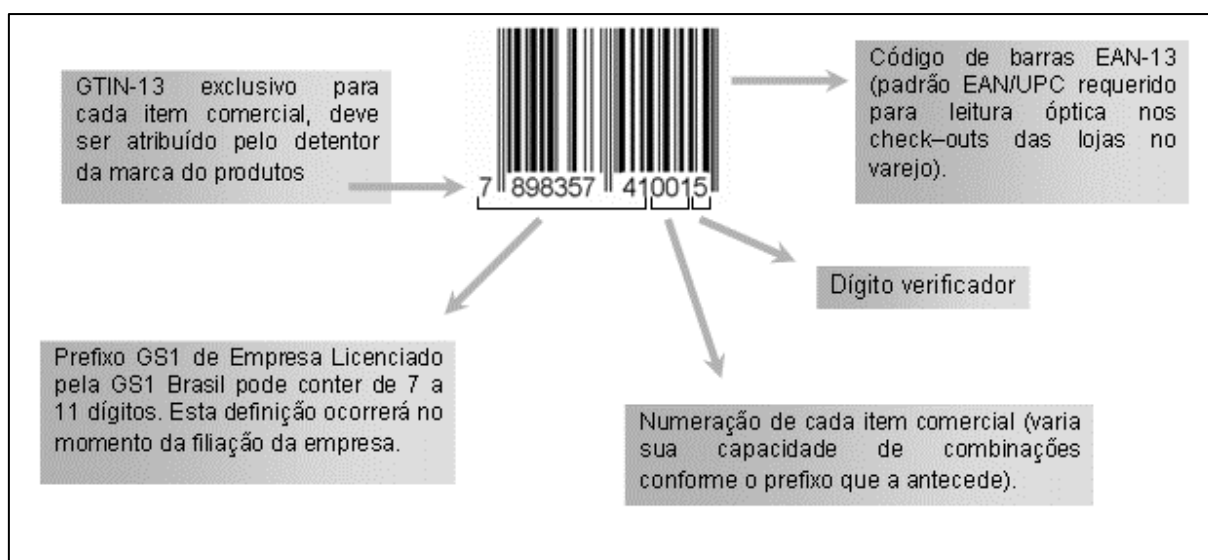 GTIN-13 exclusivo para
cada item comercial, deve
ser atribuído pelo detentor
da marca do produtos
Código de barras EAN-13
(padrão EAN/UPC requerido
para leitura óptica nos
check–outs das lojas no
varejo).
7 898357 410015
Dígito verificador
Prefixo GS1 de Empresa Licenciado
pela GS1 Brasil pode conter de 7 a
11 dígitos. Esta definição ocorrerá no
momento da filiação da empresa.
Numeração de cada item comercial (varia
sua capacidade de combinações
conforme o prefixo que a antecede).